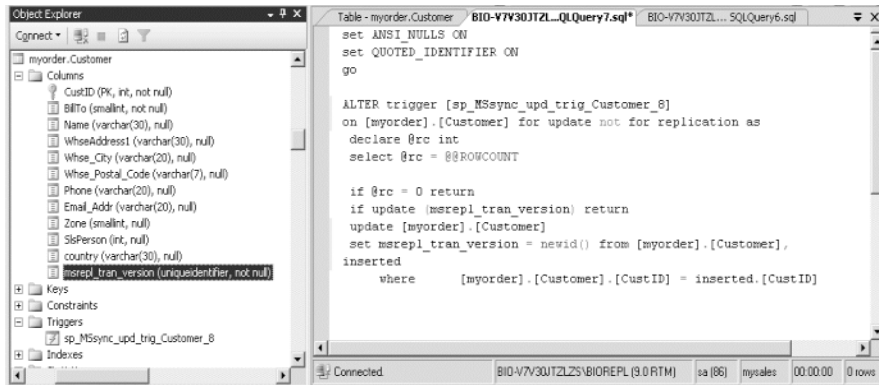 Object Explorer
Connect
myorder.Customer
Columns
CustID (PK, int, not null)
BillTo (smallint, not null)
Name (varchar(30), null)
WhseAddress1 (varchar(30), null)
Whse_City (varchar(20), null)
Whse_Postal_Code (varchar(7), null)
Phone (varchar(20), null)
Email_Addr (varchar(20), null)
Zone (smallint, null)
SlsPerson (int, null)
country (varchar(30), null)
msrepl_tran_version (uniqueidentifier, not null)
Keys
Constraints
Triggers
sp_MSsync_upd_trig_Customer_8
Indexes
Table - myorder.Customer BIO-V7V30JTZL...QLQuery7.sql* BIO-V7V30JTZL... SQLQuery6.sql
set ANSI_NULLS ON
set QUOTED_IDENTIFIER ON
go
ALTER trigger [sp_MSsync_upd_trig_Customer_8]
on [myorder].[Customer] for update not for replication as
declare @rc int
select @rc = @@ROWCOUNT
if @rc = 0 return
if update (msrepl_tran_version) return
update [myorder].[Customer]
set msrepl_tran_version = newid() from [myorder].[Customer],
inserted
where [myorder].[Customer].[CustID] = inserted.[CustID]
Connected. BIO-V7V30JTZLZS\BIOREPL (9.0 RTM) sa (86) mysales 00:00:00 0 rows